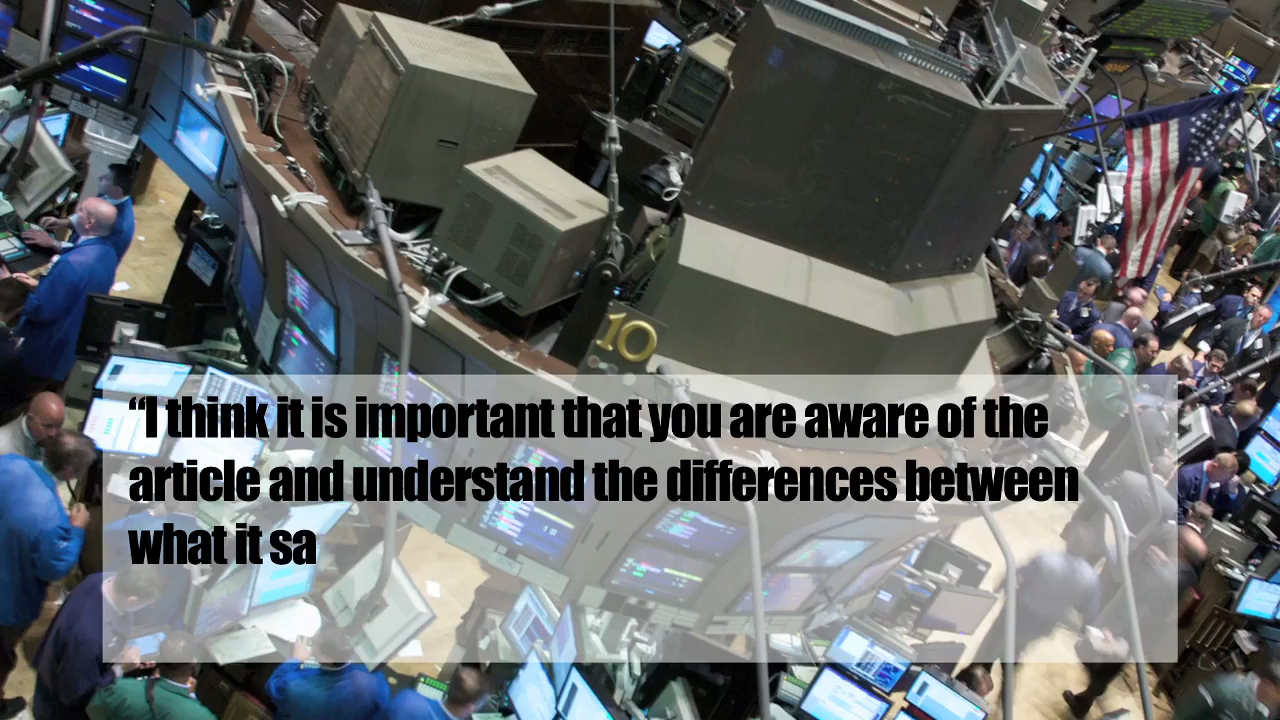 10
“I think it is important that you are aware of the
article and understand the differences between
what it sa